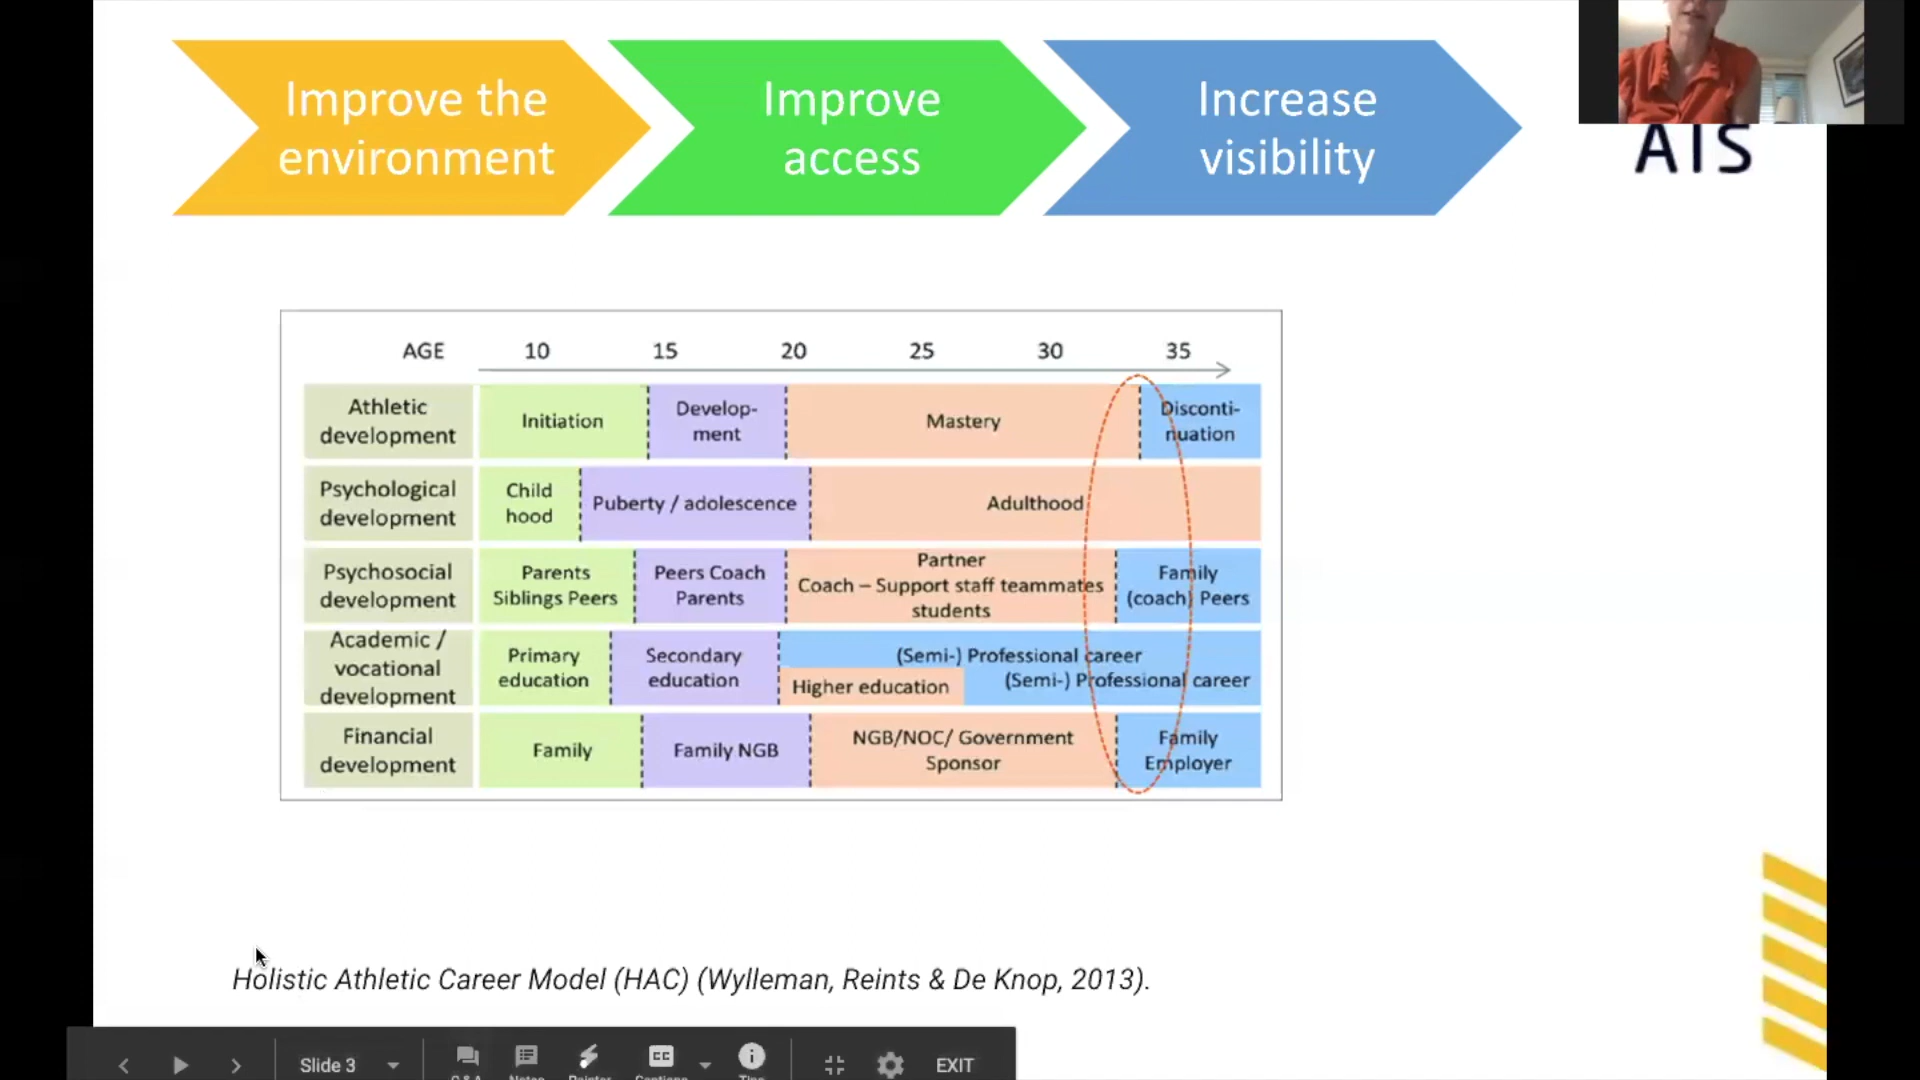 Improve the
environment
Improve
access
Increase
visibility
AIS
AGE 10 15 20 25 30 35
Athletic
development
Initiation
Develop-
ment
Mastery
Disconti-
nuation
Psychological
development
Child
hood
Puberty / adolescence
Adulthood
Psychosocial
development
Parents
Siblings Peers
Peers Coach
Parents
Partner
Coach – Support staff teammates
students
Family
(coach) Peers
Academic /
vocational
development
Primary
education
Secondary
education
(Semi-) Professional career
Higher education
(Semi-) Professional career
Financial
development
Family
Family NGB
NGB/NOC/ Government
Sponsor
Family
Employer
Holistic Athletic Career Model (HAC) (Wylleman, Reints & De Knop, 2013).
Slide 3
CC
EXIT